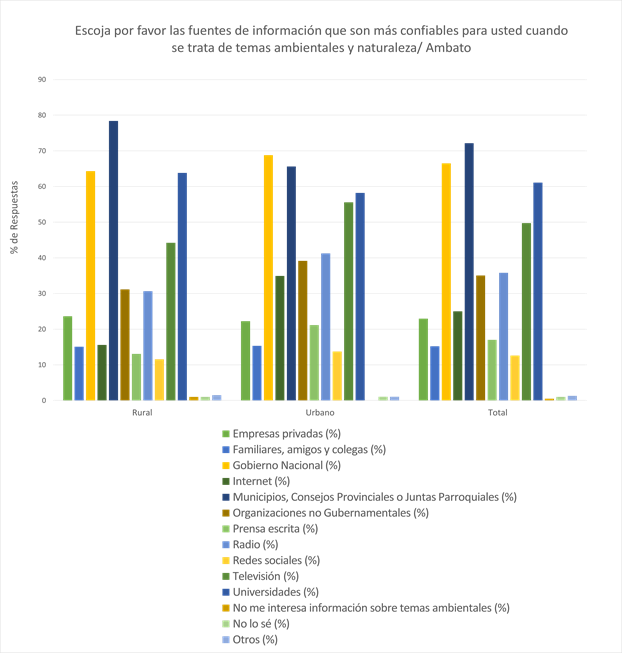 Escoja por favor las fuentes de información que son más confiables para usted cuando
se trata de temas ambientales y naturaleza/ Ambato
% de Respuestas
90
80
70
60
50
40
30
20
10
0
Rural Urbano Total
Empresas privadas (%)
Familiares, amigos y colegas (%)
Gobierno Nacional (%)
Internet (%)
Municipios, Consejos Provinciales o Juntas Parroquiales (%)
Organizaciones no Gubernamentales (%)
Prensa escrita (%)
Radio (%)
Redes sociales (%)
Televisión (%)
Universidades (%)
No me interesa información sobre temas ambientales (%)
No lo sé (%)
Otros (%)